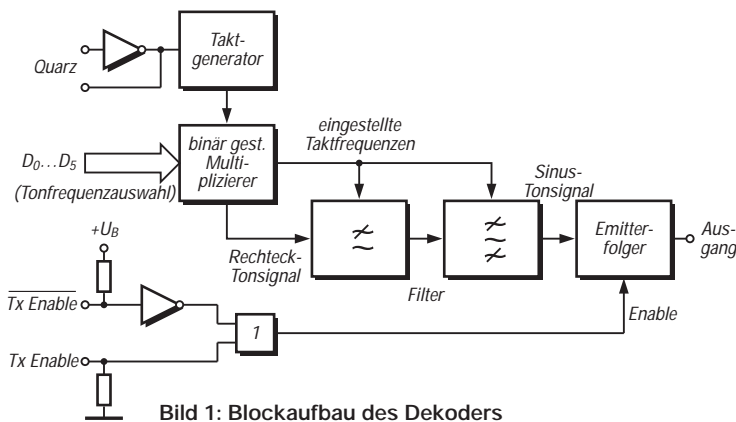 Quarz
Takt-
generator
D0...D5
(Tonfrequenzauswahl)
binär gest.
Multi-
plizierer
eingestellte
Taktfrequenzen
Rechteck-
Tonsignal
Filter
Sinus-
Tonsignal
Emitter-
folger
Aus-
gang
+UB
Tx Enable
1
Enable
Tx Enable
Bild 1: Blockaufbau des Dekoders